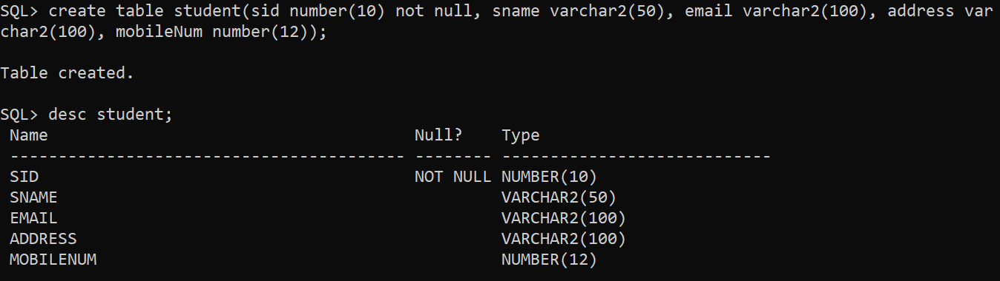 SQL> create table student(sid number(10) not null, sname varchar2(50), email varchar2(100), address var
char2(100), mobileNum number(12));
Table created.
SQL> desc student;
Name Null? Type
----------------------------------------- -------- ----------------------------
SID NOT NULL NUMBER(10)
SNAME VARCHAR2(50)
EMAIL VARCHAR2(100)
ADDRESS VARCHAR2(100)
MOBILENUM NUMBER(12)